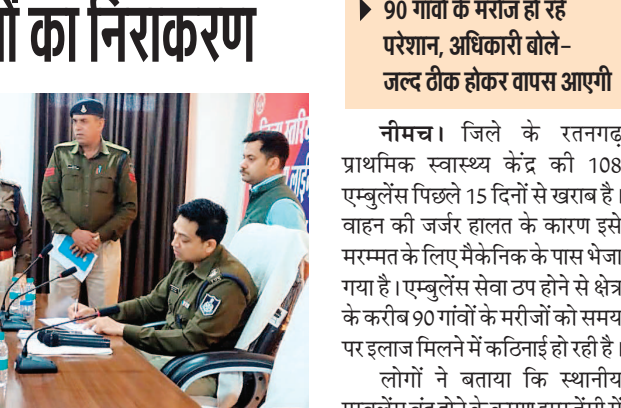 का निराकरण
90 गांवों के मरीज हो रहे
परेशान, अधिकारी बोले-
जल्द ठीक होकर वापस आएगी
नीमच। जिले के रतनगढ़
प्राथमिक स्वास्थ्य केंद्र की 108
एम्बुलेंस पिछले 15 दिनों से खराब है।
वाहन की जर्जर हालत के कारण इसे
मरम्मत के लिए मैकेनिक के पास भेजा
गया है। एम्बुलेंस सेवा ठप होने से क्षेत्र
के करीब 90 गांवों के मरीजों को समय
पर इलाज मिलने में कठिनाई हो रही है।
लोगों ने बताया कि स्थानीय